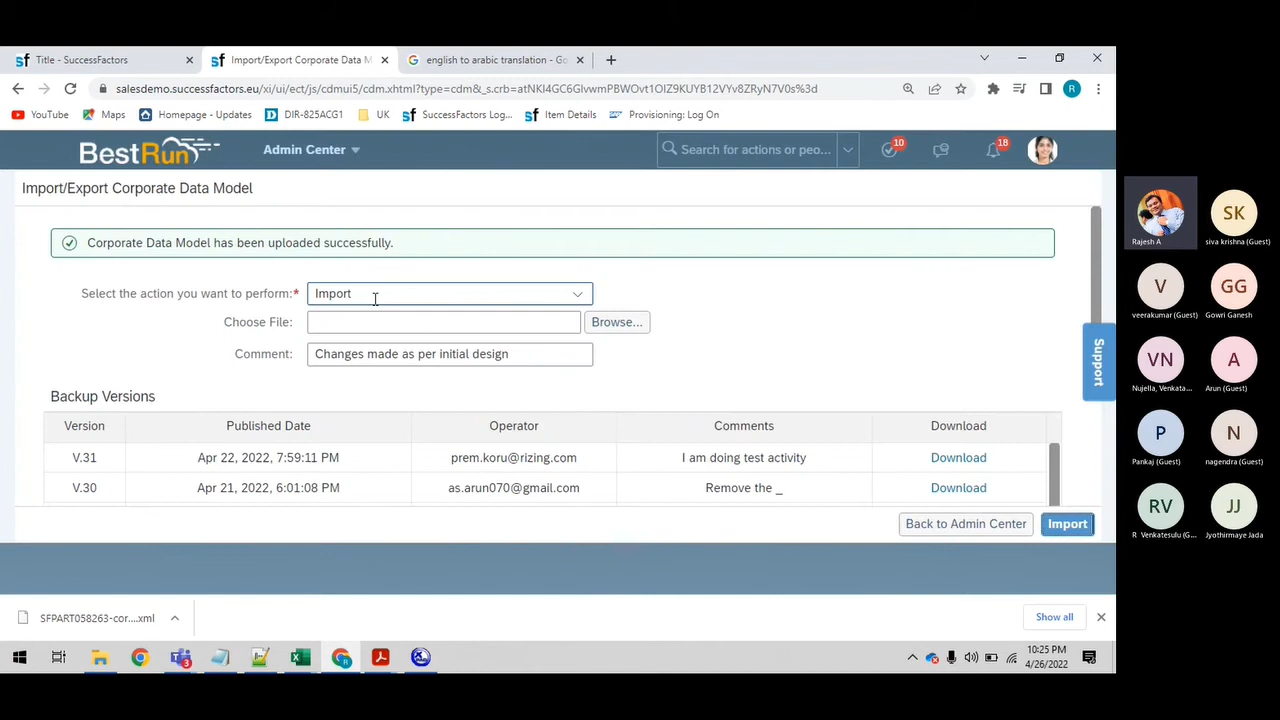 Title - SuccessFactors
Import/Export Corporate Data M
english to arabic translation - Go
salesdemo.successfactors.eu/xi/ui/ect/js/cdmui5/cdm.xhtml?type=cdm&_s.crb=atNKI4GC6GlvwmPBWOvt1OIZ9KUYB12VYv8ZRyN7V0s%3d
YouTube
Maps
Homepage - Updates
DIR-825ACG1
UK
SuccessFactors Log...
Item Details
Provisioning: Log On
BestRun
Admin Center
Search for actions or peo...
10
18
Import/Export Corporate Data Model
Corporate Data Model has been uploaded successfully.
Select the action you want to perform:* Import
Choose File: Browse...
Comment: Changes made as per initial design
Support
Backup Versions
Version Published Date Operator Comments Download
V.31 Apr 22, 2022, 7:59:11 PM prem.koru@rizing.com I am doing test activity Download
V.30 Apr 21, 2022, 6:01:08 PM as.arun070@gmail.com Remove the _ Download
Back to Admin Center Import
SFPART058263-cor....xml
Show all
3
10:25 PM
4/26/2022
Rajesh A
SK
siva krishna (Guest)
V
veerakumar (Guest)
GG
Gowri Ganesh
VN
Nujella, Venkata...
A
Arun (Guest)
P
Pankaj (Guest)
N
nagendra (Guest)
RV
R Venkatesulu (G...
JJ
Jyothirmaye Jada